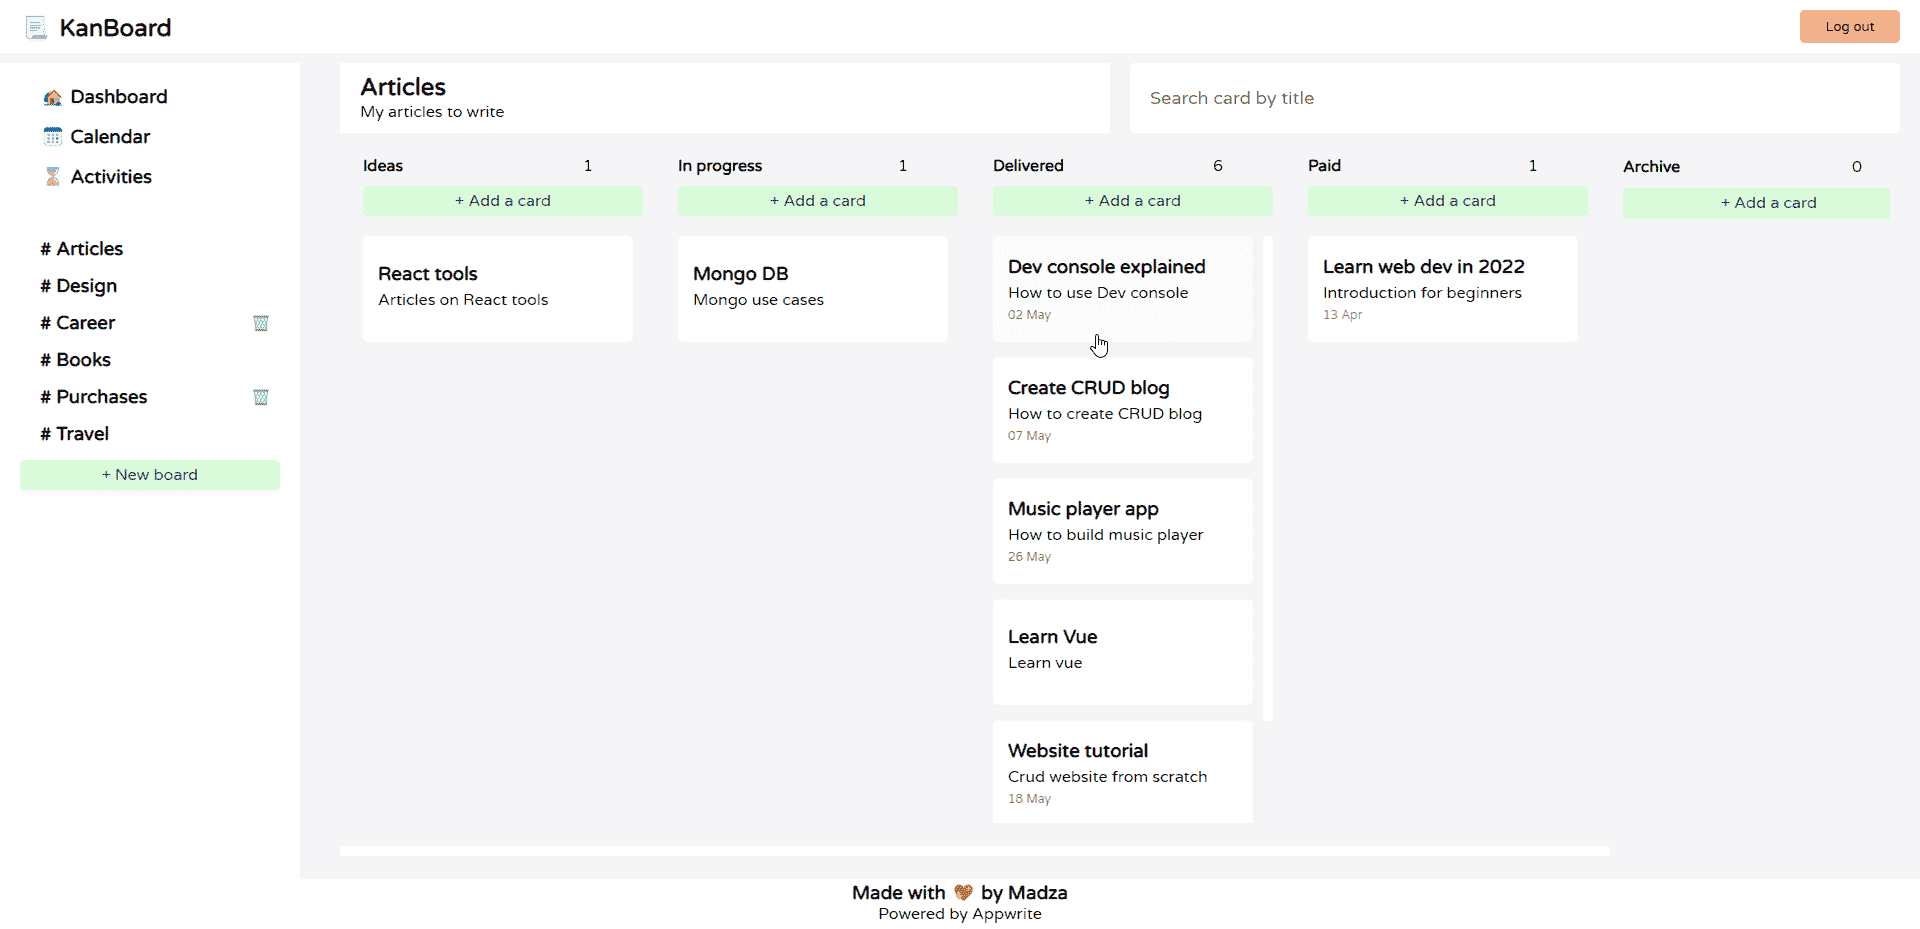 KanBoard
Log out
Dashboard
Calendar
Activities
# Articles
# Design
# Career
# Books
# Purchases
# Travel
+ New board
Articles
My articles to write
Search card by title
Ideas 1
+ Add a card
React tools
Articles on React tools
In progress 1
+ Add a card
Mongo DB
Mongo use cases
Delivered 6
+ Add a card
Dev console explained
How to use Dev console
02 May
Create CRUD blog
How to create CRUD blog
07 May
Music player app
How to build music player
26 May
Learn Vue
Learn vue
Website tutorial
Crud website from scratch
18 May
Paid 1
+ Add a card
Learn web dev in 2022
Introduction for beginners
13 Apr
Archive 0
+ Add a card
Made with 🤎 by Madza
Powered by Appwrite